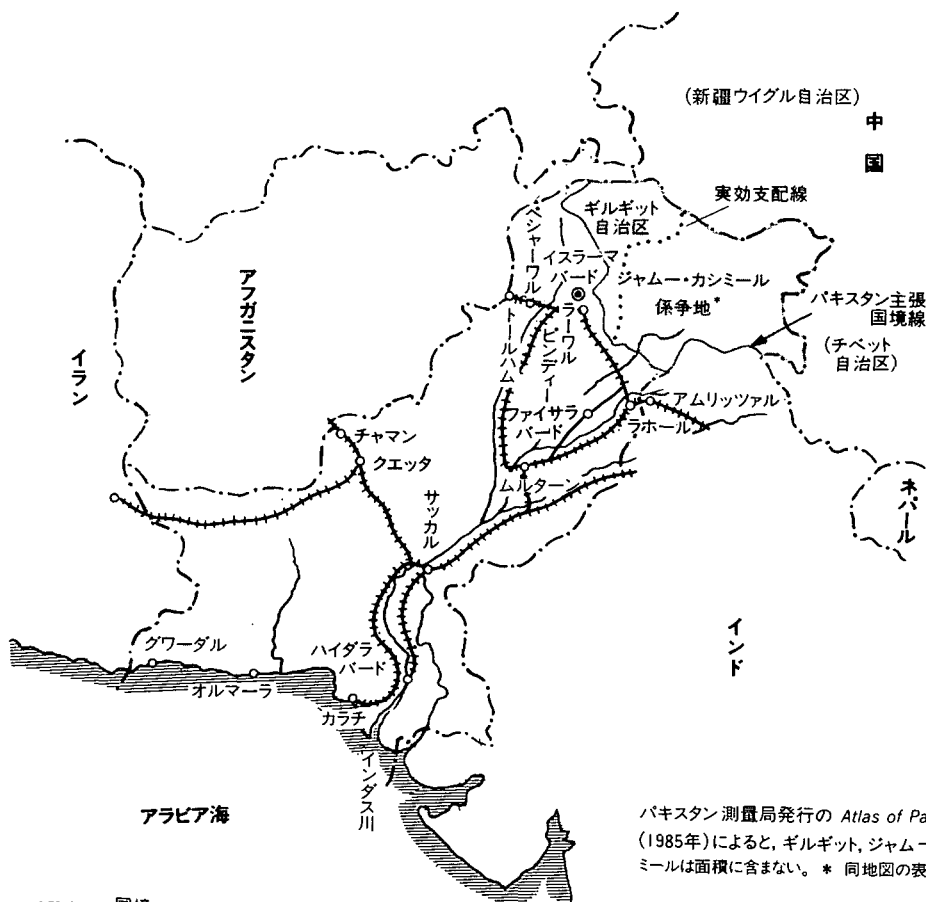 (新疆ウイグル自治区)
中国
実効支配線
ギルギット
自治区
ペシャーワル
イスラーマ
バード
ジャムー・カシミール
係争地*
パキスタン主張
国境線
(チベット
自治区)
アフガニスタン
イラン
トールハム
ラーワル
ピンディー
アムリッツァル
ファイサラ
バード
ラホール
チャマン
クエッタ
ムルターン
ネパール
サッカル
インド
グワーダル
ハイダラ
バード
オルマーラ
カラチ
インダス川
アラビア海
パキスタン測量局発行の Atlas of Pa
(1985年)によると, ギルギット, ジャムー
ミールは面積に含まない。 * 同地図の表
国境